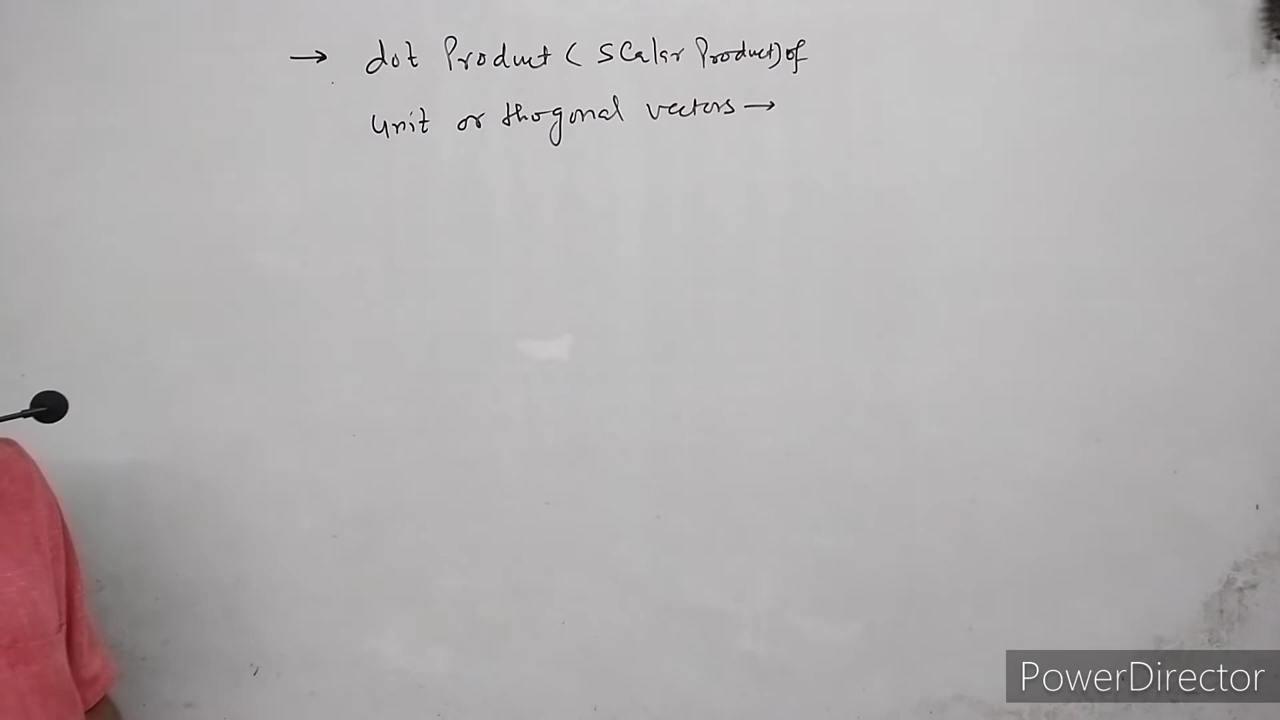 → dot Product (Scalar Product) of
unit orthogonal vectors →
PowerDirector